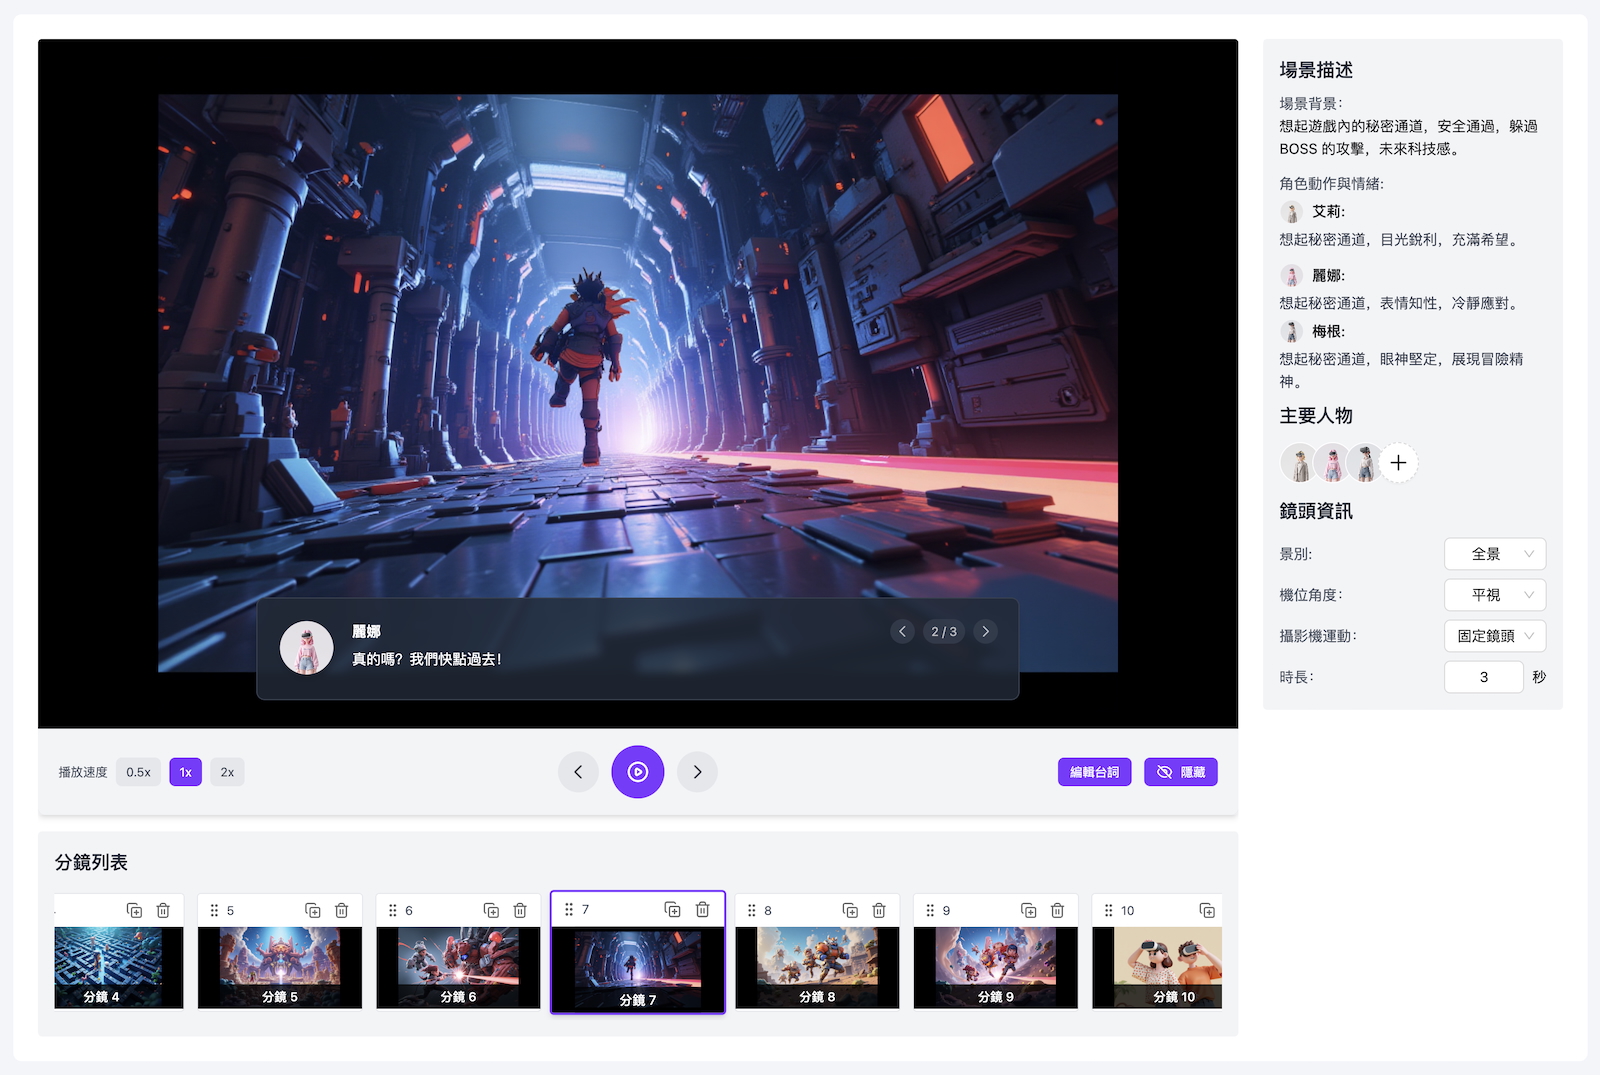 麗娜
真的嗎？我們快點過去！
2 / 3
播放速度
0.5x
1x
2x
編輯台詞
隱藏
分鏡列表
分鏡 4
5
分鏡 5
6
分鏡 6
7
分鏡 7
8
分鏡 8
9
分鏡 9
10
分鏡 10
場景描述
場景背景：
想起遊戲內的秘密通道，安全通過，躲過
BOSS 的攻擊，未來科技感。
角色動作與情緒：
艾莉：
想起秘密通道，目光銳利，充滿希望。
麗娜：
想起秘密通道，表情知性，冷靜應對。
梅根：
想起秘密通道，眼神堅定，展現冒險精
神。
主要人物
鏡頭資訊
景別：
全景
機位角度：
平視
攝影機運動：
固定鏡頭
時長：
3
秒